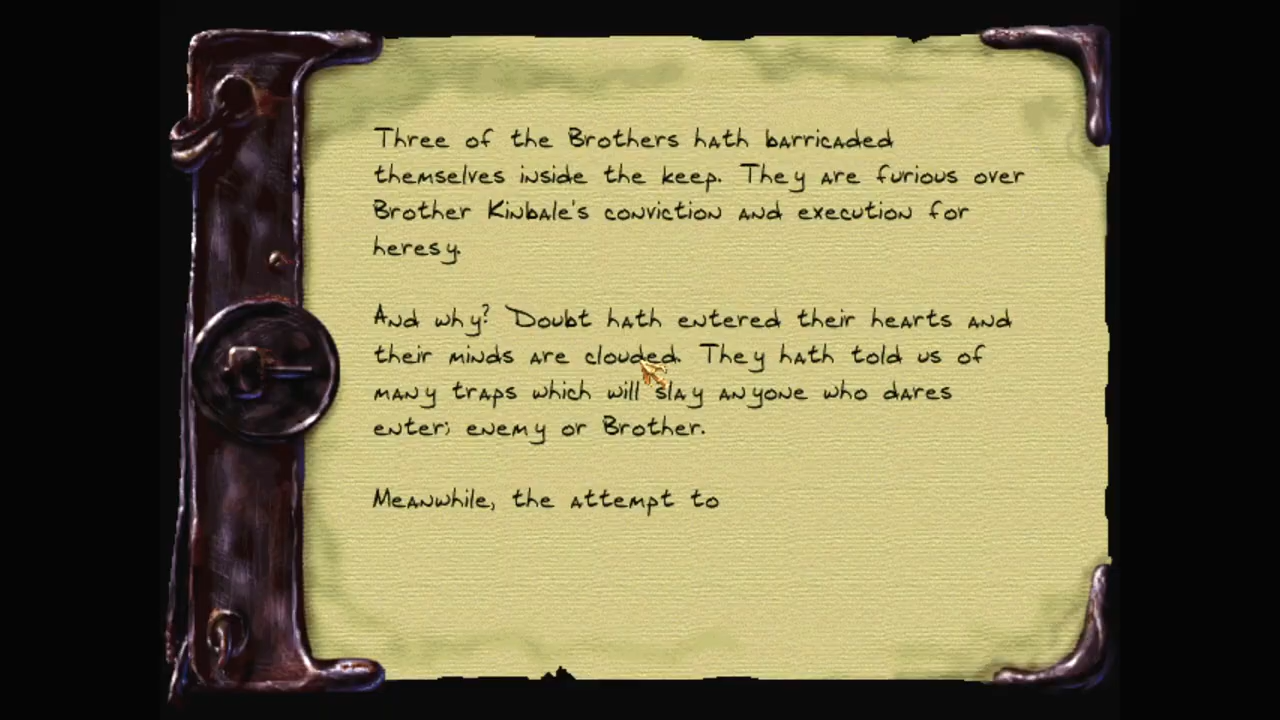 Three of the Brothers hath barricaded
themselves inside the keep. They are furious over
Brother Kinbale's conviction and execution for
heresy.
And why? Doubt hath entered their hearts and
their minds are clouded. They hath told us of
many traps which will slay anyone who dares
enter; enemy or Brother.
Meanwhile, the attempt to